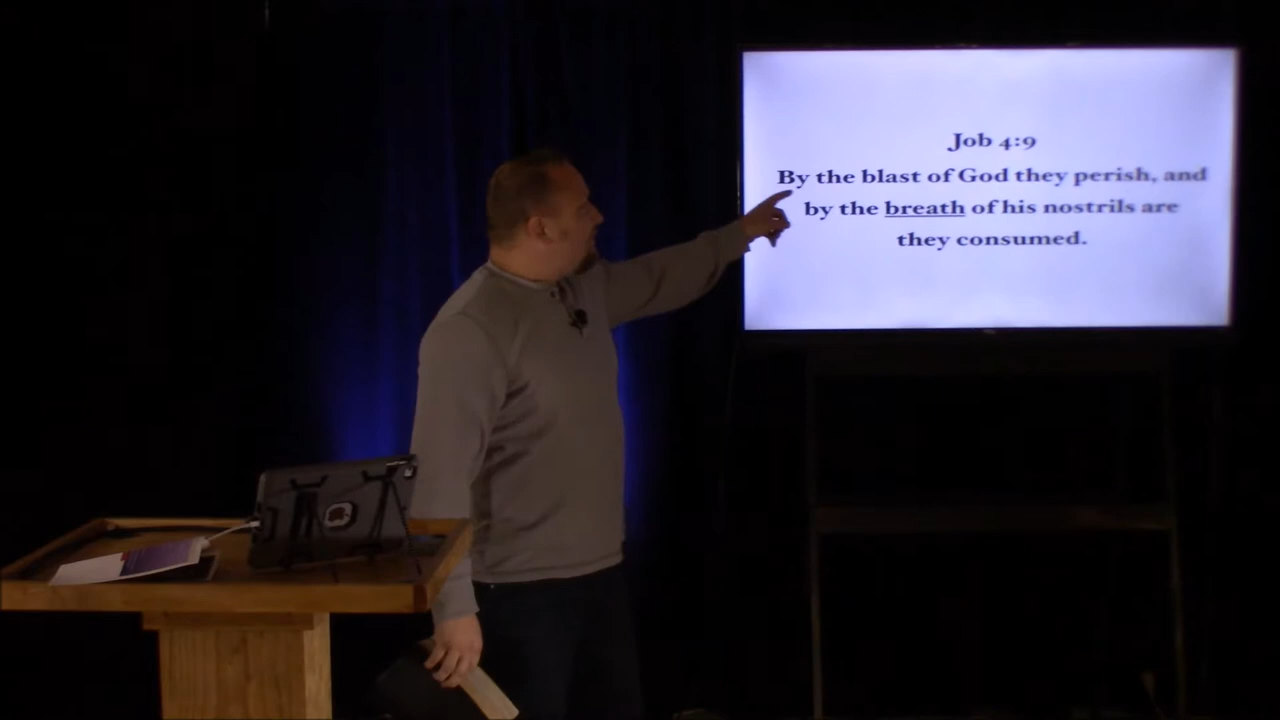 Job 4:9
By the blast of God they perish, and
by the breath of his nostrils are
they consumed.